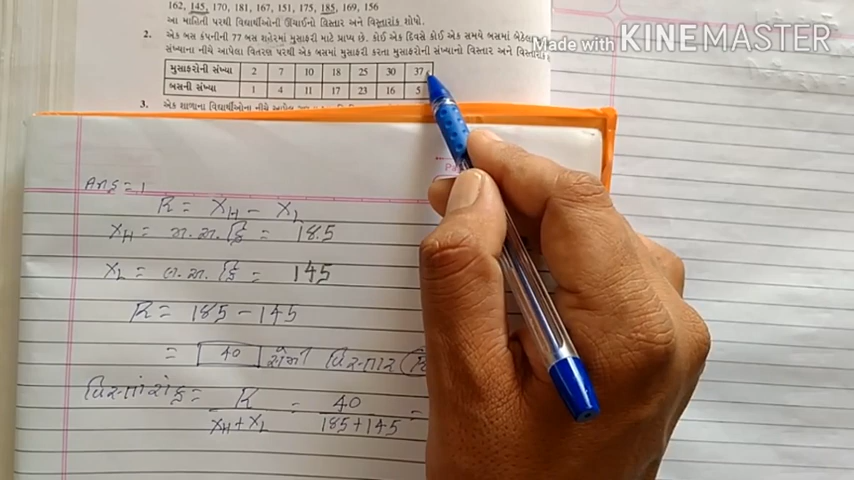 162, 145, 170, 181, 167, 151, 175, 185, 169, 156
આ માહિતી પરથી વિદ્યાર્થીઓની ઊંચાઈનો વિસ્તાર અને વિસ્તારાંક શોધો.
2. એક બસ કંપનીની 77 બસ શહેરમાં મુસાફરી માટે પ્રાપ્ય છે. કોઈ એક દિવસે કોઈ એક સમયે બસમાં બેઠેલા
સંખ્યાના નીચે આપેલા વિતરણ પરથી એક બસમાં મુસાફરી કરતા મુસાફરોની સંખ્યાનો વિસ્તાર અને વિસ્તારાંક
Made with KINEMASTER
મુસાફરોની સંખ્યા 2 7 10 18 25 30 37
બસની સંખ્યા 1 4 11 17 23 16 5
3. એક શાળાના વિદ્યાર્થીઓના નીચે
Ans = 1
R = XH - XL
XH = મ.મ. કિં = 185
XL = લ.મ. કિં = 145
R = 185 - 145
= 40 સેમી વિસ્તાર
વિસ્તારાંક = R / XH + XL = 40 / 185 + 145 =